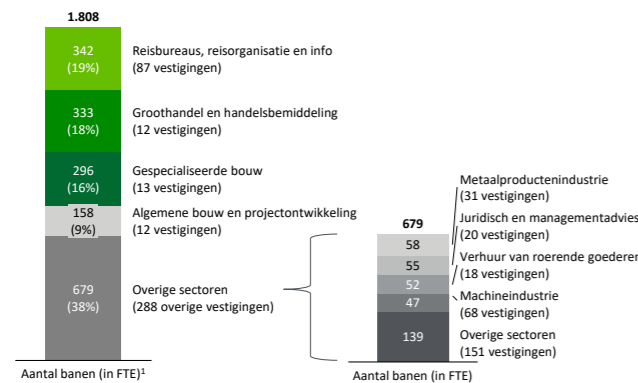 1.808
342
(19%)
Reisbureaus, reisorganisatie en info
(87 vestigingen)
333
(18%)
Groothandel en handelsbemiddeling
(12 vestigingen)
296
(16%)
Gespecialiseerde bouw
(13 vestigingen)
158
(9%)
Algemene bouw en projectontwikkeling
(12 vestigingen)
679
(38%)
Overige sectoren
(288 overige vestigingen)
Aantal banen (in FTE)¹
679
58
Metaalproductenindustrie
(31 vestigingen)
55
Juridisch en managementadvies
(20 vestigingen)
52
Verhuur van roerende goederen
(18 vestigingen)
47
Machineindustrie
(68 vestigingen)
139
Overige sectoren
(151 vestigingen)
Aantal banen (in FTE)